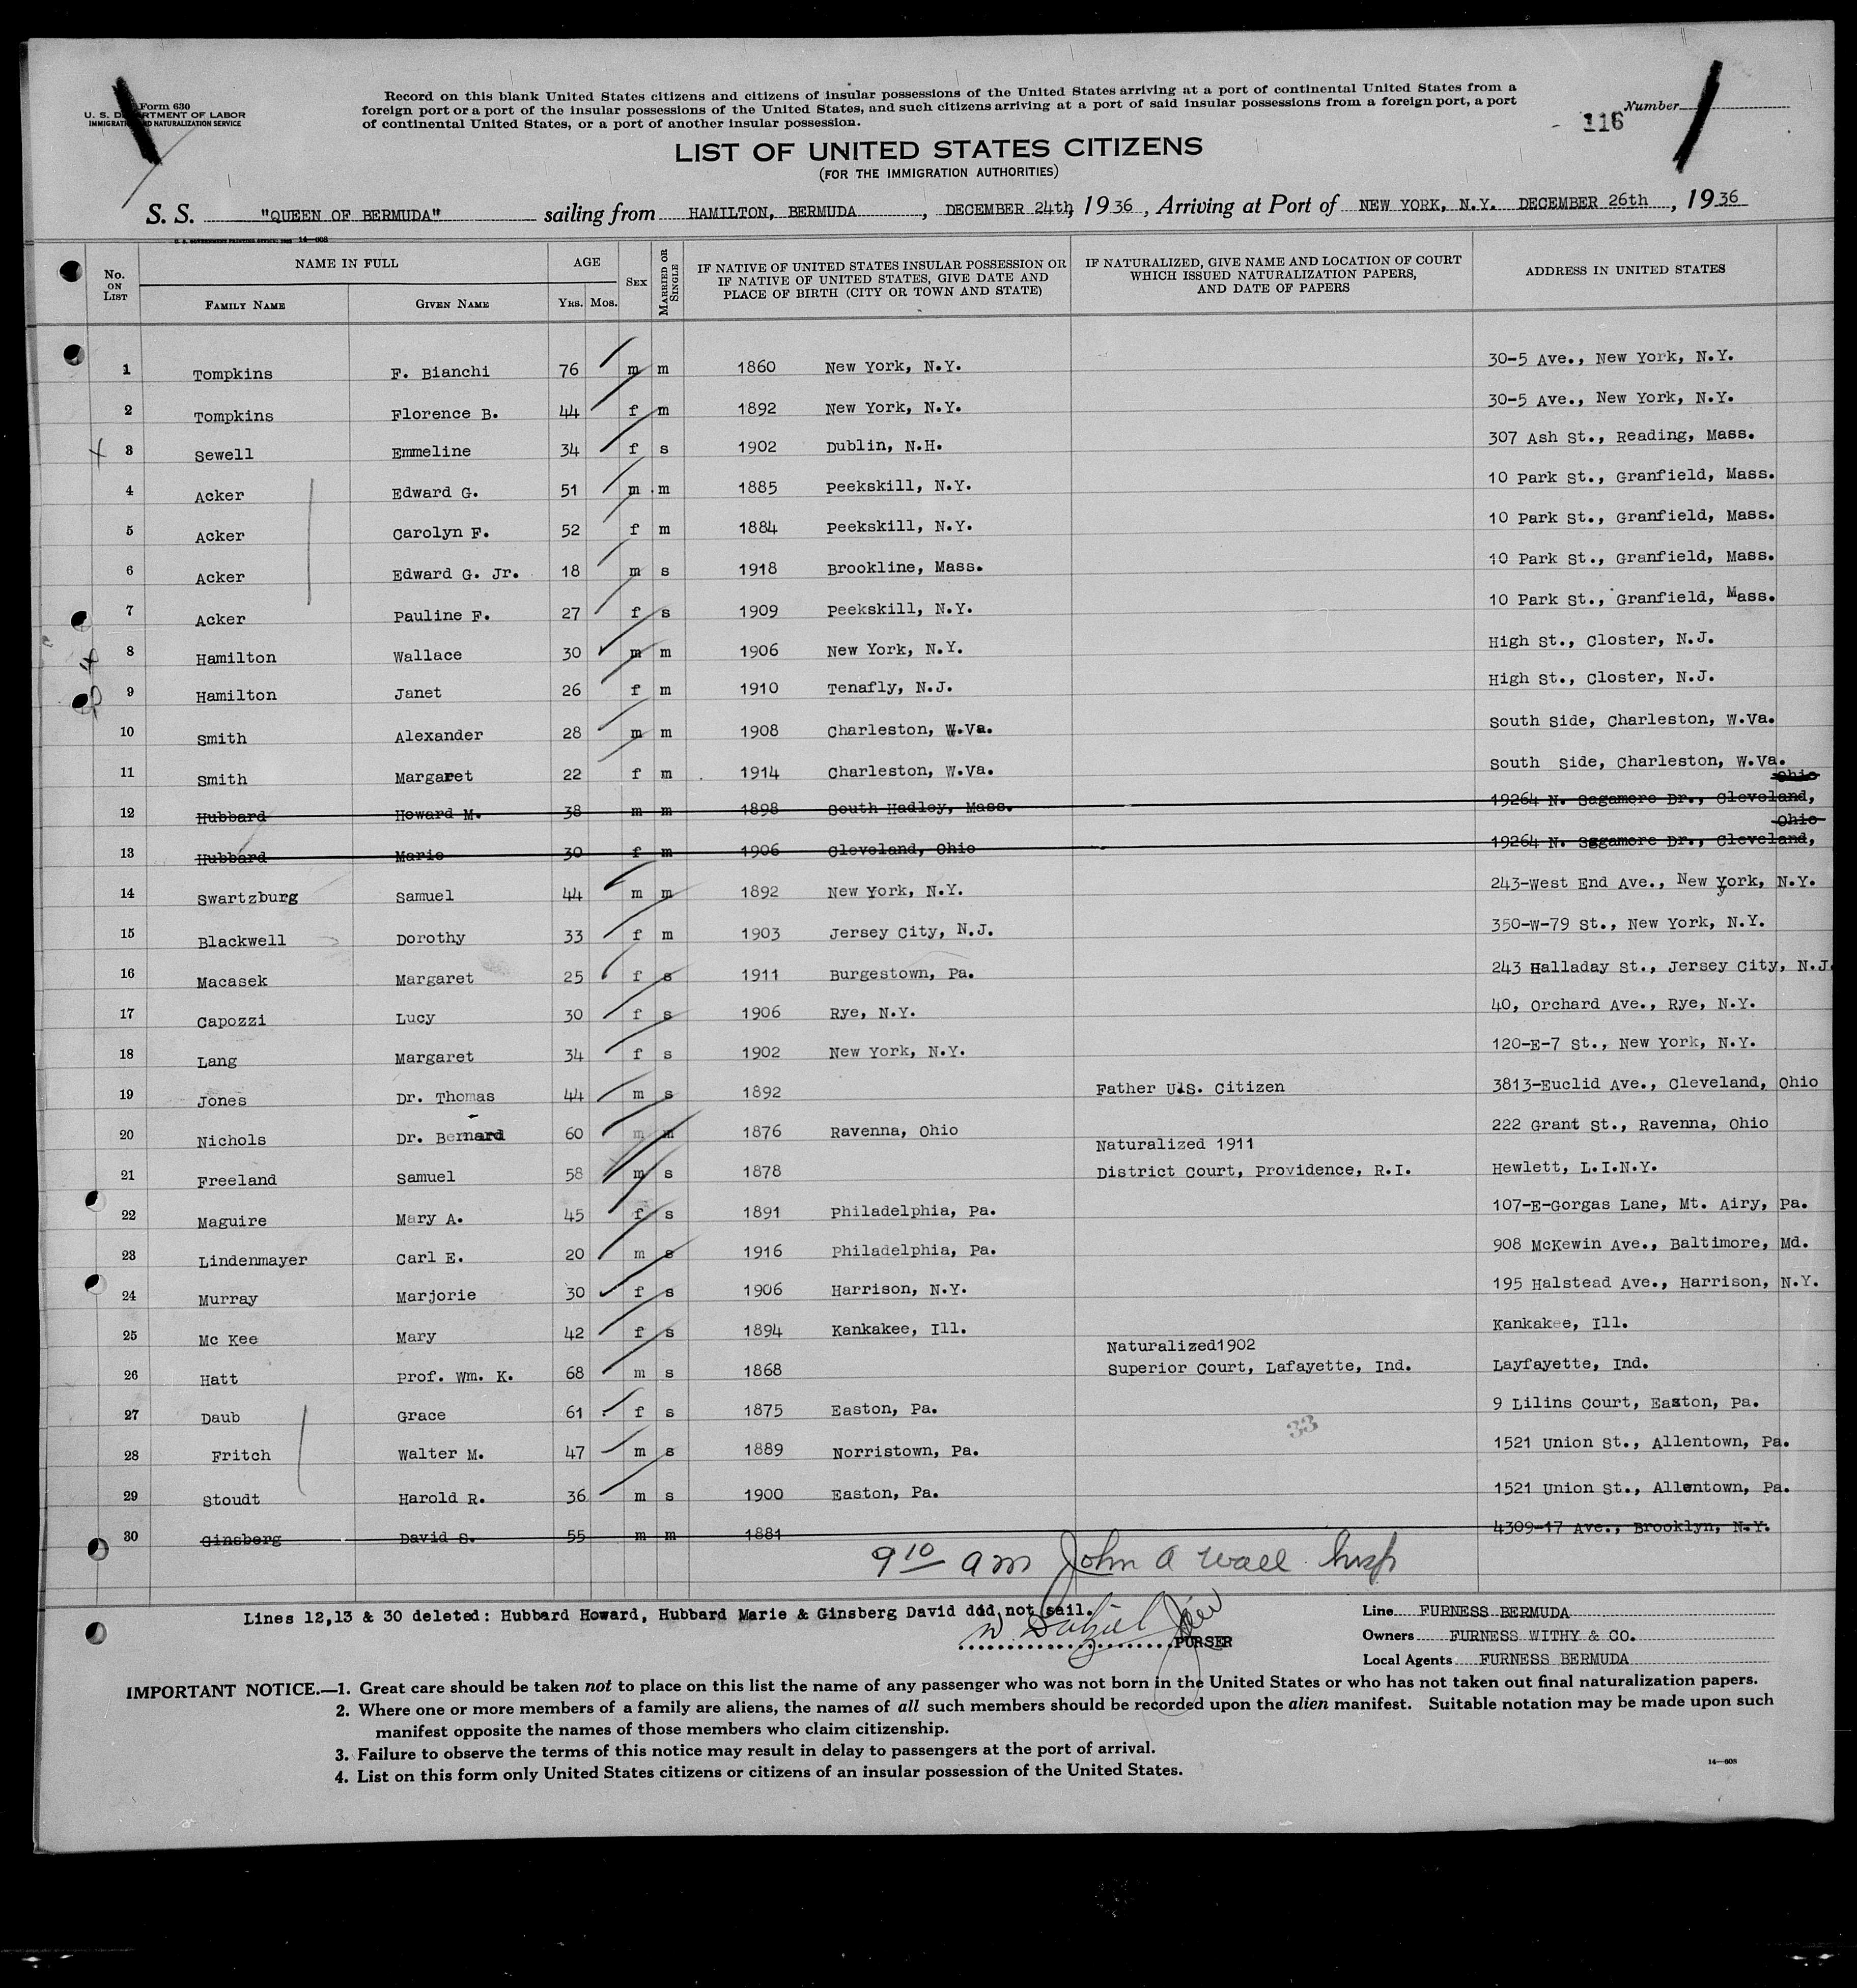 Form 630
U. S. DEPARTMENT OF LABOR
IMMIGRATION AND NATURALIZATION SERVICE
Record on this blank United States citizens and citizens of insular possessions of the United States arriving at a port of continental United States from a
foreign port or a port of the insular possessions of the United States, and such citizens arriving at a port of said insular possessions from a foreign port, a port
of continental United States, or a port of another insular possession.
Number
116
LIST OF UNITED STATES CITIZENS
(FOR THE IMMIGRATION AUTHORITIES)
S. S. "QUEEN OF BERMUDA" sailing from HAMILTON, BERMUDA, DECEMBER 24th, 1936, Arriving at Port of NEW YORK, N.Y. DECEMBER 26th, 1936
No. ON LIST NAME IN FULL FAMILY NAME GIVEN NAME AGE YRS. MOS. SEX MARRIED OR SINGLE IF NATIVE OF UNITED STATES INSULAR POSSESSION OR IF NATIVE OF UNITED STATES, GIVE DATE AND PLACE OF BIRTH (CITY OR TOWN AND STATE) IF NATURALIZED, GIVE NAME AND LOCATION OF COURT WHICH ISSUED NATURALIZATION PAPERS, AND DATE OF PAPERS ADDRESS IN UNITED STATES
1 Tompkins F. Bianchi 76 m m 1860 New York, N.Y. 30-5 Ave., New York, N.Y.
2 Tompkins Florence B. 44 f m 1892 New York, N.Y. 30-5 Ave., New York, N.Y.
3 Sewell Emmeline 34 f s 1902 Dublin, N.H. 307 Ash St., Reading, Mass.
4 Acker Edward G. 51 m m 1885 Peekskill, N.Y. 10 Park St., Granfield, Mass.
5 Acker Carolyn F. 52 f m 1884 Peekskill, N.Y. 10 Park St., Granfield, Mass.
6 Acker Edward G. Jr. 18 m s 1918 Brookline, Mass. 10 Park St., Granfield, Mass.
7 Acker Pauline F. 27 f s 1909 Peekskill, N.Y. 10 Park St., Granfield, Mass.
8 Hamilton Wallace 30 m m 1906 New York, N.Y. High St., Closter, N.J.
9 Hamilton Janet 26 f m 1910 Tenafly, N.J. High St., Closter, N.J.
10 Smith Alexander 28 m m 1908 Charleston, W.Va. South Side, Charleston, W.Va.
11 Smith Margaret 22 f m 1914 Charleston, W.Va. South Side, Charleston, W.Va.
12 Hubbard Howard M. 38 m m 1898 South Hadley, Mass. 19264 N. Sagamore Dr., Cleveland, Ohio
13 Hubbard Marie 30 f m 1906 Cleveland, Ohio 19264 N. Sagamore Dr., Cleveland, Ohio
14 Swartzburg Samuel 44 m m 1892 New York, N.Y. 243-West End Ave., New York, N.Y.
15 Blackwell Dorothy 33 f m 1903 Jersey City, N.J. 350-W-79 St., New York, N.Y.
16 Macasek Margaret 25 f s 1911 Burgestown, Pa. 243 Halladay St., Jersey City, N.J.
17 Capozzi Lucy 30 f s 1906 Rye, N.Y. 40, Orchard Ave., Rye, N.Y.
18 Lang Margaret 34 f s 1902 New York, N.Y. 120-E-7 St., New York, N.Y.
19 Jones Dr. Thomas 44 m s 1892 Father U.S. Citizen 3813-Euclid Ave., Cleveland, Ohio
20 Nichols Dr. Bernard 60 m m 1876 Ravenna, Ohio 222 Grant St., Ravenna, Ohio
Naturalized 1911
21 Freeland Samuel 58 m s 1878 District Court, Providence, R.I. Hewlett, L.I.N.Y.
22 Maguire Mary A. 45 f s 1891 Philadelphia, Pa. 107-E-Gorgas Lane, Mt. Airy, Pa.
23 Lindenmayer Carl E. 20 m s 1916 Philadelphia, Pa. 908 McKewin Ave., Baltimore, Md.
24 Murray Marjorie 30 f s 1906 Harrison, N.Y. 195 Halstead Ave., Harrison, N.Y.
25 Mc Kee Mary 42 f s 1894 Kankakee, Ill. Kankakee, Ill.
Naturalized1902
26 Hatt Prof. Wm. K. 68 m s 1868 Superior Court, Lafayette, Ind. Layfayette, Ind.
27 Daub Grace 61 f s 1875 Easton, Pa. 9 Lilins Court, Easton, Pa.
33
28 Fritch Walter M. 47 m s 1889 Norristown, Pa. 1521 Union St., Allentown, Pa.
29 Stoudt Harold R. 36 m s 1900 Easton, Pa. 1521 Union St., Allentown, Pa.
30 Ginsberg David S. 55 m m 1881 4309-17 Ave., Brooklyn, N.Y.
9 10 am John A Wall Insp
Lines 12,13 & 30 deleted: Hubbard Howard, Hubbard Marie & Ginsberg David did not sail.
PURSER
Line FURNESS BERMUDA
Owners FURNESS WITHY & CO.
Local Agents FURNESS BERMUDA
IMPORTANT NOTICE.—1. Great care should be taken not to place on this list the name of any passenger who was not born in the United States or who has not taken out final naturalization papers.
2. Where one or more members of a family are aliens, the names of all such members should be recorded upon the alien manifest. Suitable notation may be made upon such
manifest opposite the names of those members who claim citizenship.
3. Failure to observe the terms of this notice may result in delay to passengers at the port of arrival.
4. List on this form only United States citizens or citizens of an insular possession of the United States.
14—608